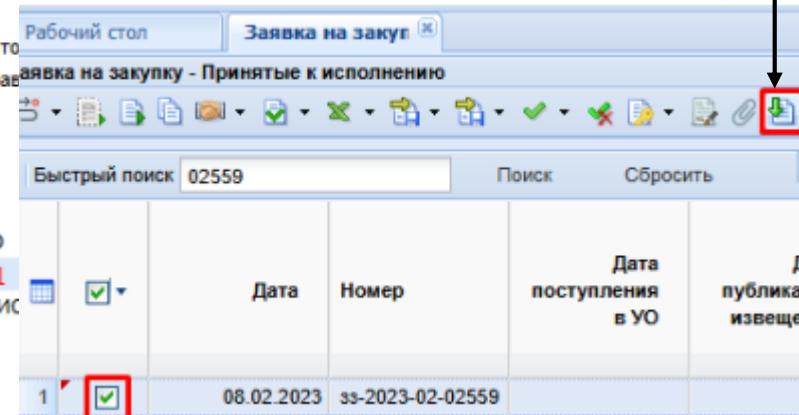 Рабочий стол Заявка на закуп
аявка на закупку - Принятые к исполнению
Быстрый поиск 02559 Поиск Сбросить
Дата Номер Дата поступления в УО
1 08.02.2023 зз-2023-02-02559